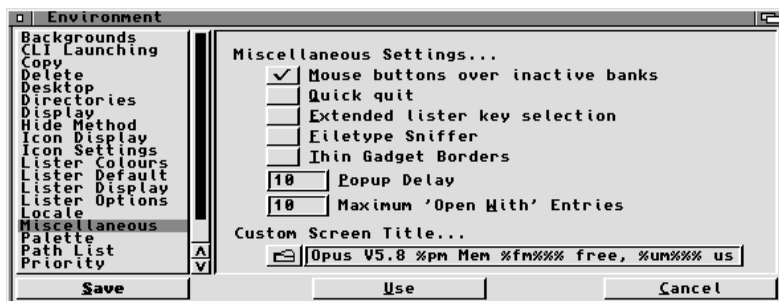 Environment
Backgrounds
CLI Launching
Copy
Delete
Desktop
Directories
Display
Hide Method
Icon Display
Icon Settings
Lister Colours
Lister Default
Lister Display
Lister Options
Locale
Miscellaneous
Palette
Path List
Priority
Miscellaneous Settings...
Mouse buttons over inactive banks
Quick quit
Extended lister key selection
Filetype Sniffer
Thin Gadget Borders
10 Popup Delay
10 Maximum 'Open With' Entries
Custom Screen Title...
Opus V5.8 %pm Mem %fm%%% free, %um%%% us
Save Use Cancel